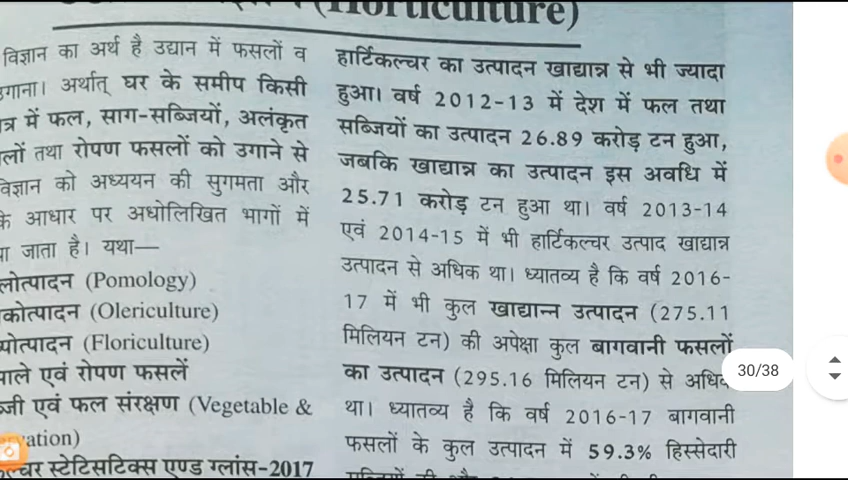 (Horticulture)
विज्ञान का अर्थ है उद्यान में फसलों व
उगाना। अर्थात् घर के समीप किसी
त्र में फल, साग-सब्जियों, अलंकृत
लों तथा रोपण फसलों को उगाने से
विज्ञान को अध्ययन की सुगमता और
के आधार पर अधोलिखित भागों में
जाता है। यथा—
लोत्पादन (Pomology)
कोत्पादन (Olericulture)
ष्पोत्पादन (Floriculture)
एवं रोपण फसलें
एवं फल संरक्षण (Vegetable &
vation)
स्टेटिसटिक्स एण्ड ग्लांस-2017
हार्टिकल्चर का उत्पादन खाद्यान्न से भी ज्यादा
हुआ। वर्ष 2012-13 में देश में फल तथा
सब्जियों का उत्पादन 26.89 करोड़ टन हुआ,
जबकि खाद्यान्न का उत्पादन इस अवधि में
25.71 करोड़ टन हुआ था। वर्ष 2013-14
एवं 2014-15 में भी हार्टिकल्चर उत्पाद खाद्यान्न
उत्पादन से अधिक था। ध्यातव्य है कि वर्ष 2016-
17 में भी कुल खाद्यान्न उत्पादन (275.11
मिलियन टन) की अपेक्षा कुल बागवानी फसलों
का उत्पादन (295.16 मिलियन टन) से अधिक
था। ध्यातव्य है कि वर्ष 2016-17 बागवानी
फसलों के कुल उत्पादन में 59.3% हिस्सेदारी
30/38